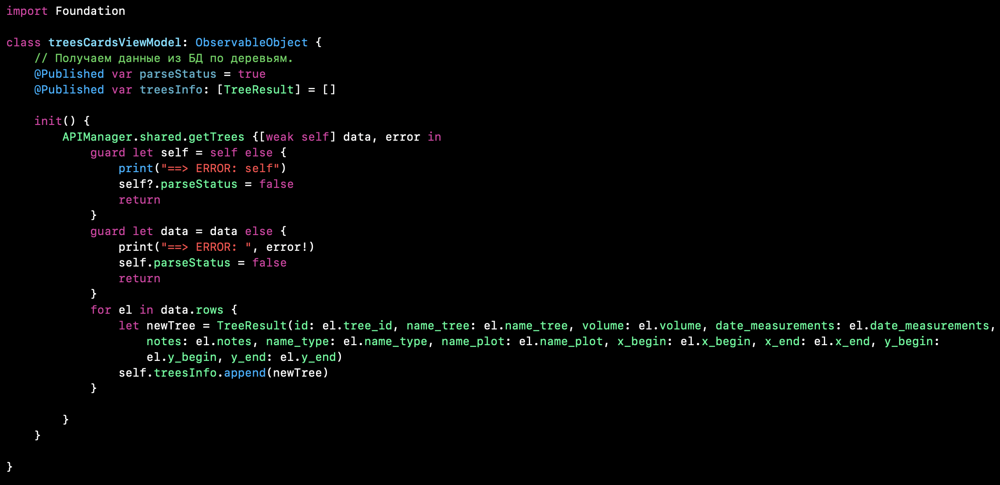 import Foundation
class treesCardsViewModel: ObservableObject {
// Получаем данные из БД по деревьям.
@Published var parseStatus = true
@Published var treesInfo: [TreeResult] = []
init() {
APIManager.shared.getTrees {[weak self] data, error in
guard let self = self else {
print("==> ERROR: self")
self?.parseStatus = false
return
}
guard let data = data else {
print("==> ERROR: ", error!)
self.parseStatus = false
return
}
for el in data.rows {
let newTree = TreeResult(id: el.tree_id, name_tree: el.name_tree, volume: el.volume, date_measurements: el.date_measurements,
notes: el.notes, name_type: el.name_type, name_plot: el.name_plot, x_begin: el.x_begin, x_end: el.x_end, y_begin:
el.y_begin, y_end: el.y_end)
self.treesInfo.append(newTree)
}
}
}
}